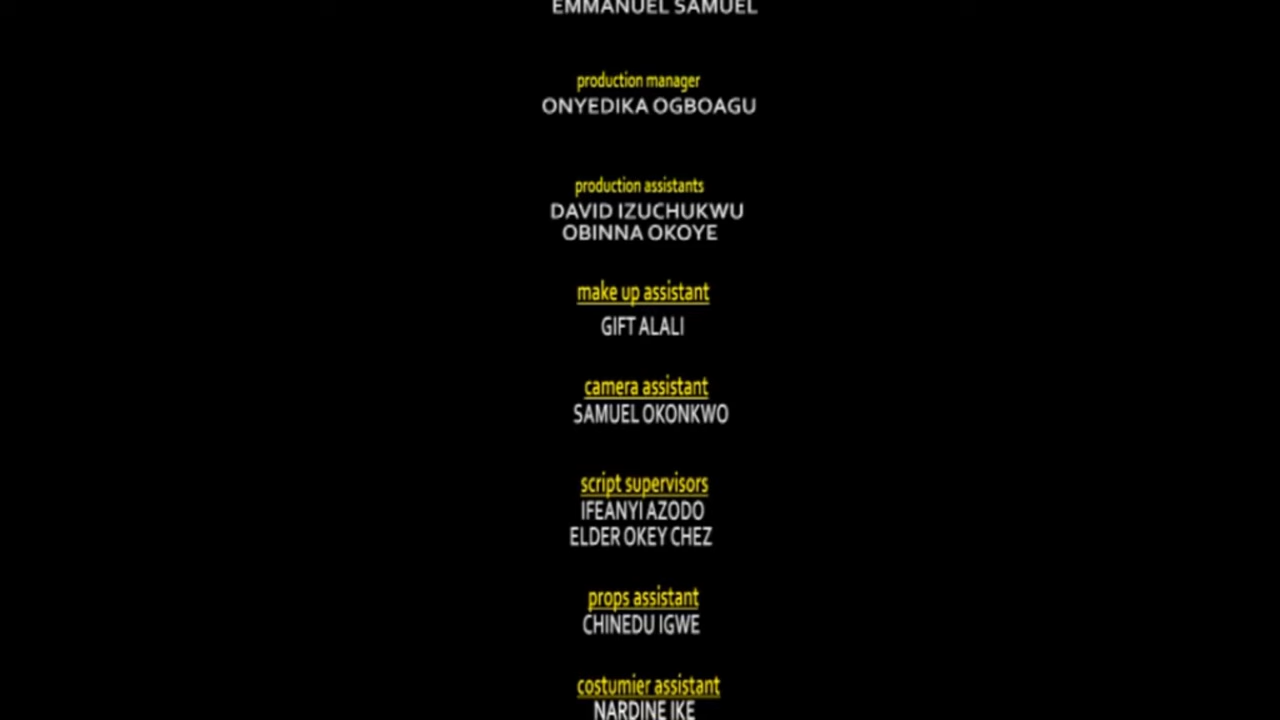 EMMANUEL SAMUEL
production manager
ONYEDIKA OGBOAGU
production assistants
DAVID IZUCHUKWU
OBINNA OKOYE
make up assistant
GIFT ALALI
camera assistant
SAMUEL OKONKWO
script supervisors
IFEANYI AZODO
ELDER OKEY CHEZ
props assistant
CHINEDU IGWE
costumier assistant
NARDINE IKE